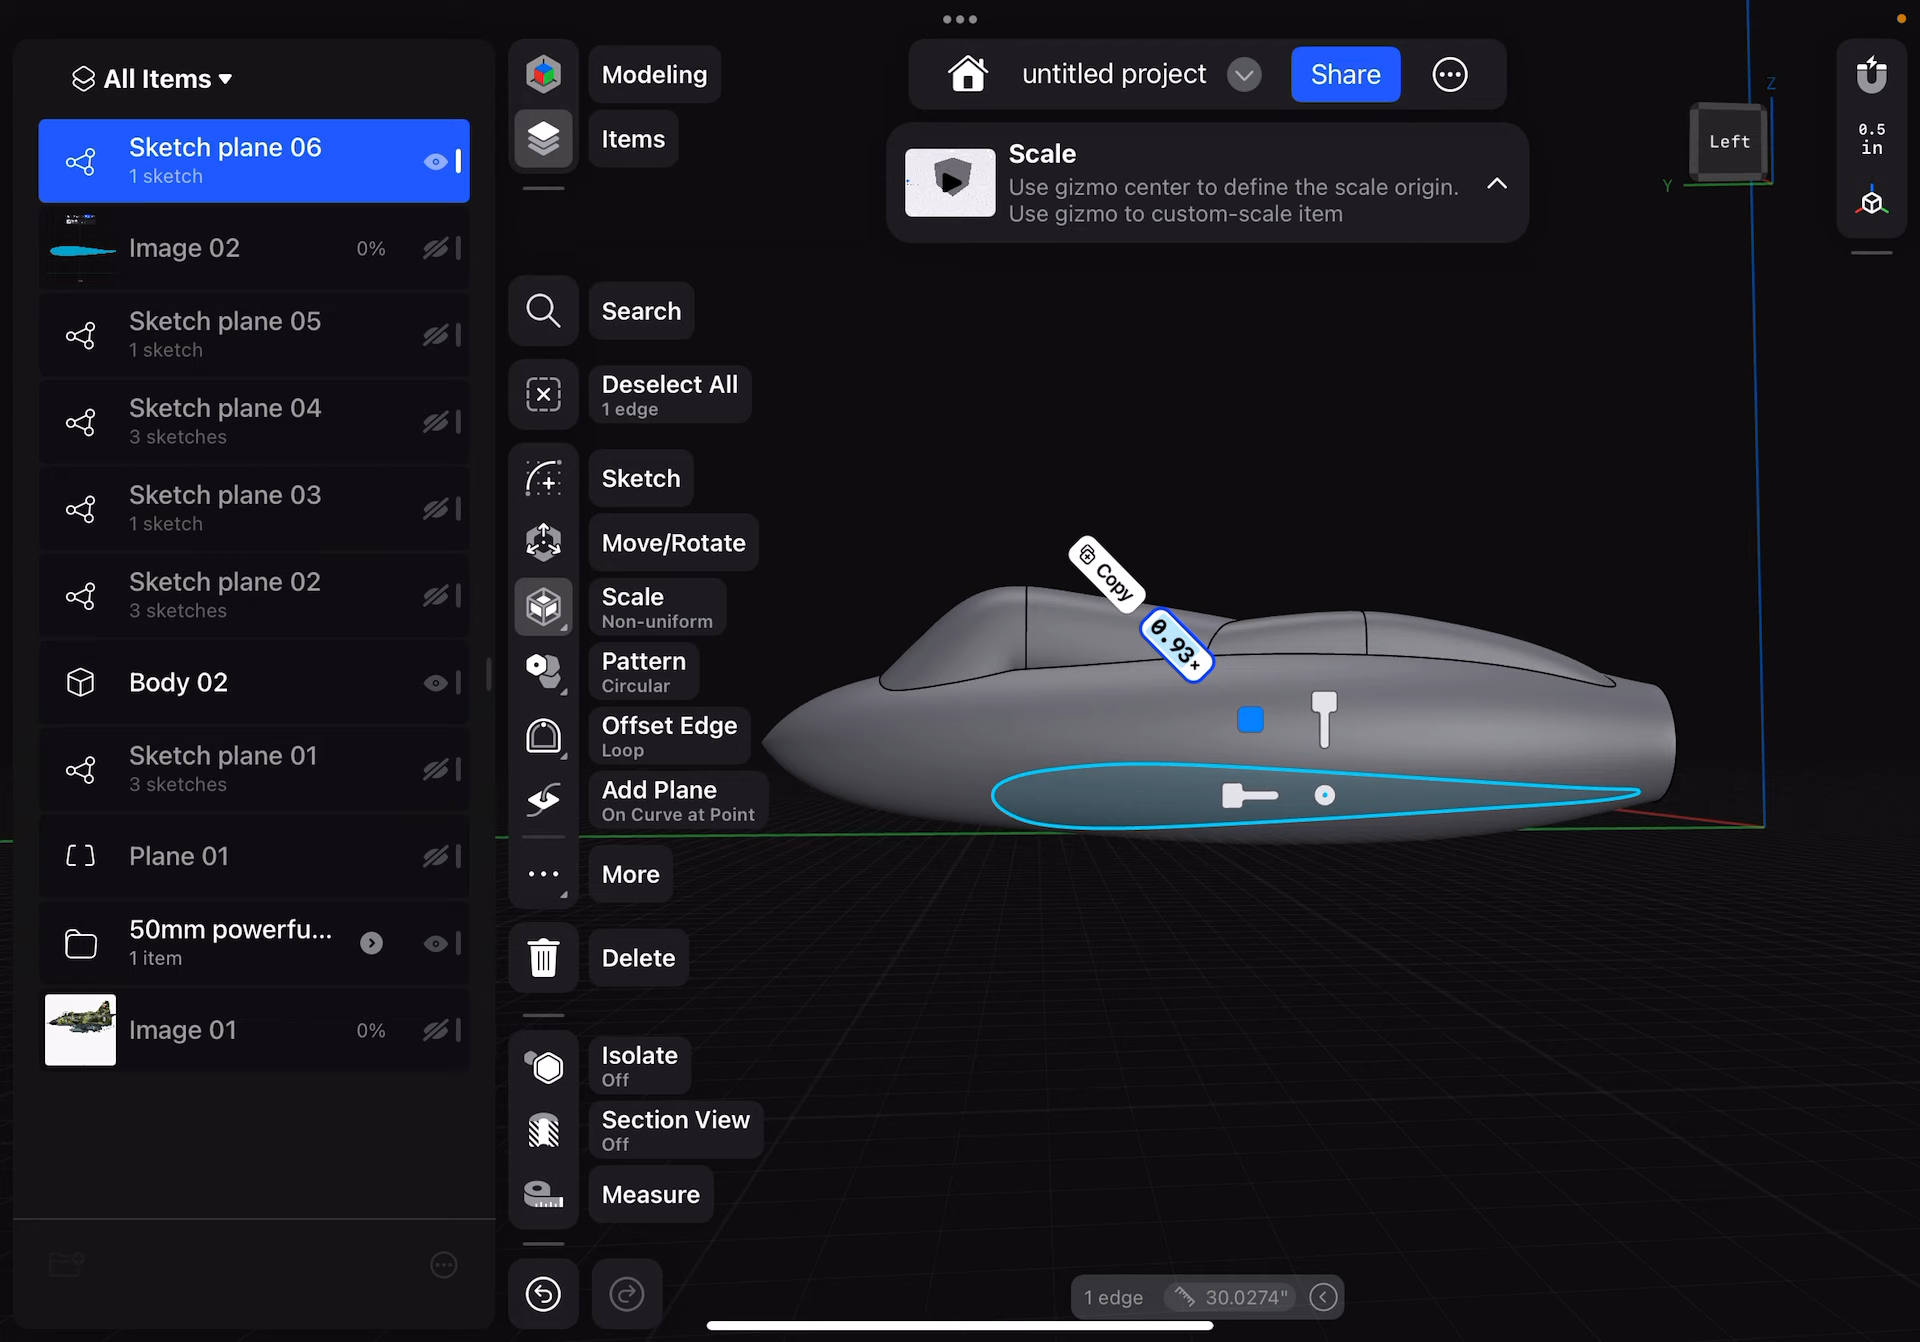 All Items
Sketch plane 06
1 sketch
Image 02
0%
Sketch plane 05
1 sketch
Sketch plane 04
3 sketches
Sketch plane 03
1 sketch
Sketch plane 02
3 sketches
Body 02
Sketch plane 01
3 sketches
Plane 01
50mm powerfu...
1 item
Image 01
0%
Modeling
Items
Search
Deselect All
1 edge
Sketch
Move/Rotate
Scale
Non-uniform
Pattern
Circular
Offset Edge
Loop
Add Plane
On Curve at Point
More
Delete
Isolate
Off
Section View
Off
Measure
untitled project
Share
Scale
Use gizmo center to define the scale origin.
Use gizmo to custom-scale item
Z
Left
Y
0.5
in
Copy
0.93×
1 edge
30.0274"